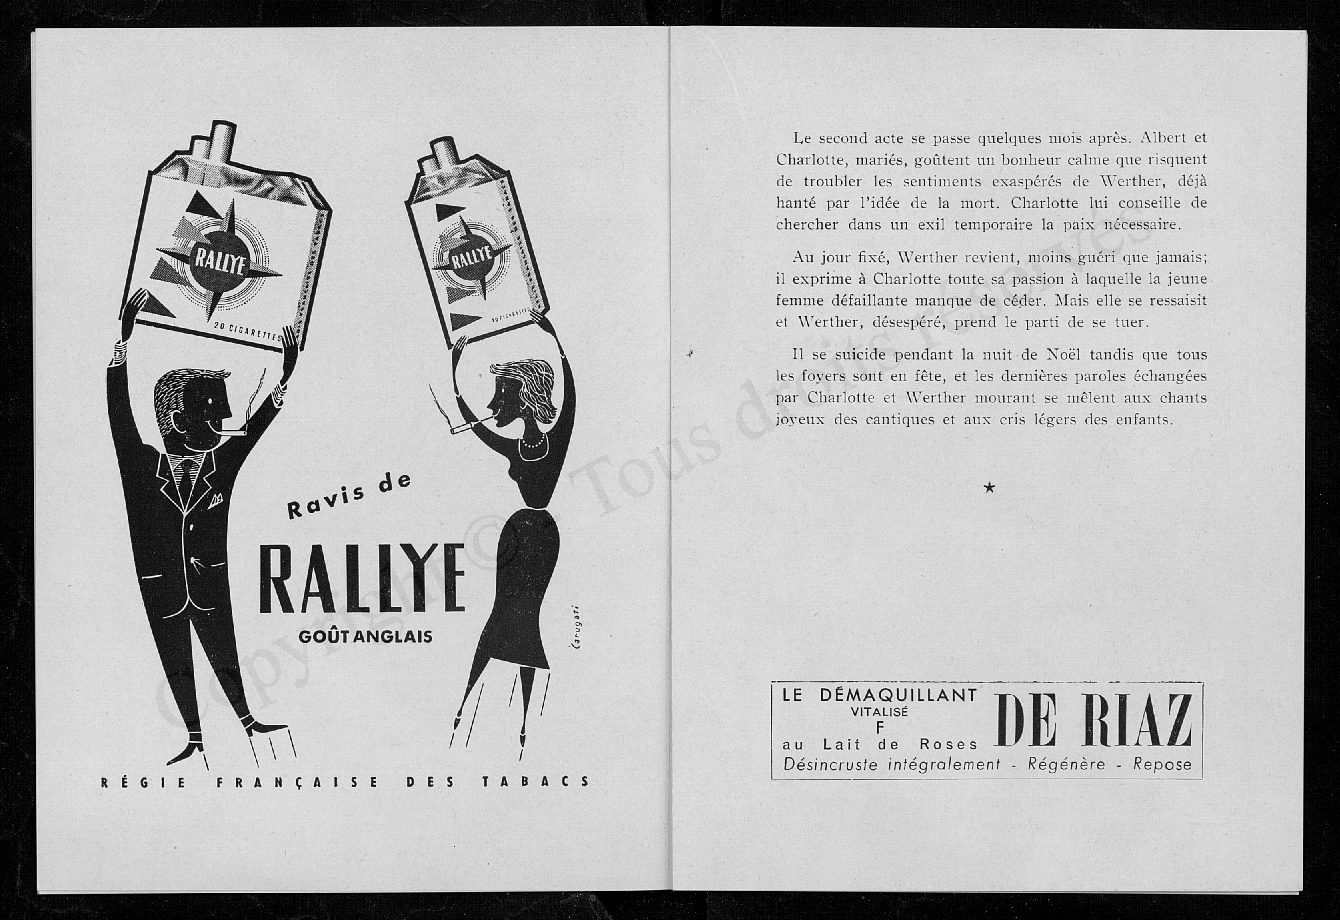 RALLYE
20 CIGARETTES
RALLYE
20 CIGARETTES
Ravis de
RALLYE
GOÛT ANGLAIS
Carugati
RÉGIE FRANÇAISE DES TABACS
Le second acte se passe quelques mois après. Albert et
Charlotte, mariés, goûtent un bonheur calme que risquent
de troubler les sentiments exaspérés de Werther, déjà
hanté par l'idée de la mort. Charlotte lui conseille de
chercher dans un exil temporaire la paix nécessaire.
Au jour fixé, Werther revient, moins guéri que jamais;
il exprime à Charlotte toute sa passion à laquelle la jeune
femme défaillante manque de céder. Mais elle se ressaisit
et Werther, désespéré, prend le parti de se tuer.
Il se suicide pendant la nuit de Noël tandis que tous
les foyers sont en fête, et les dernières paroles échangées
par Charlotte et Werther mourant se mêlent aux chants
joyeux des cantiques et aux cris légers des enfants.
LE DÉMAQUILLANT
VITALISÉ
F
au Lait de Roses
DE RIAZ
Désincruste intégralement - Régénère - Repose
Copyright © - Tous droits réservés